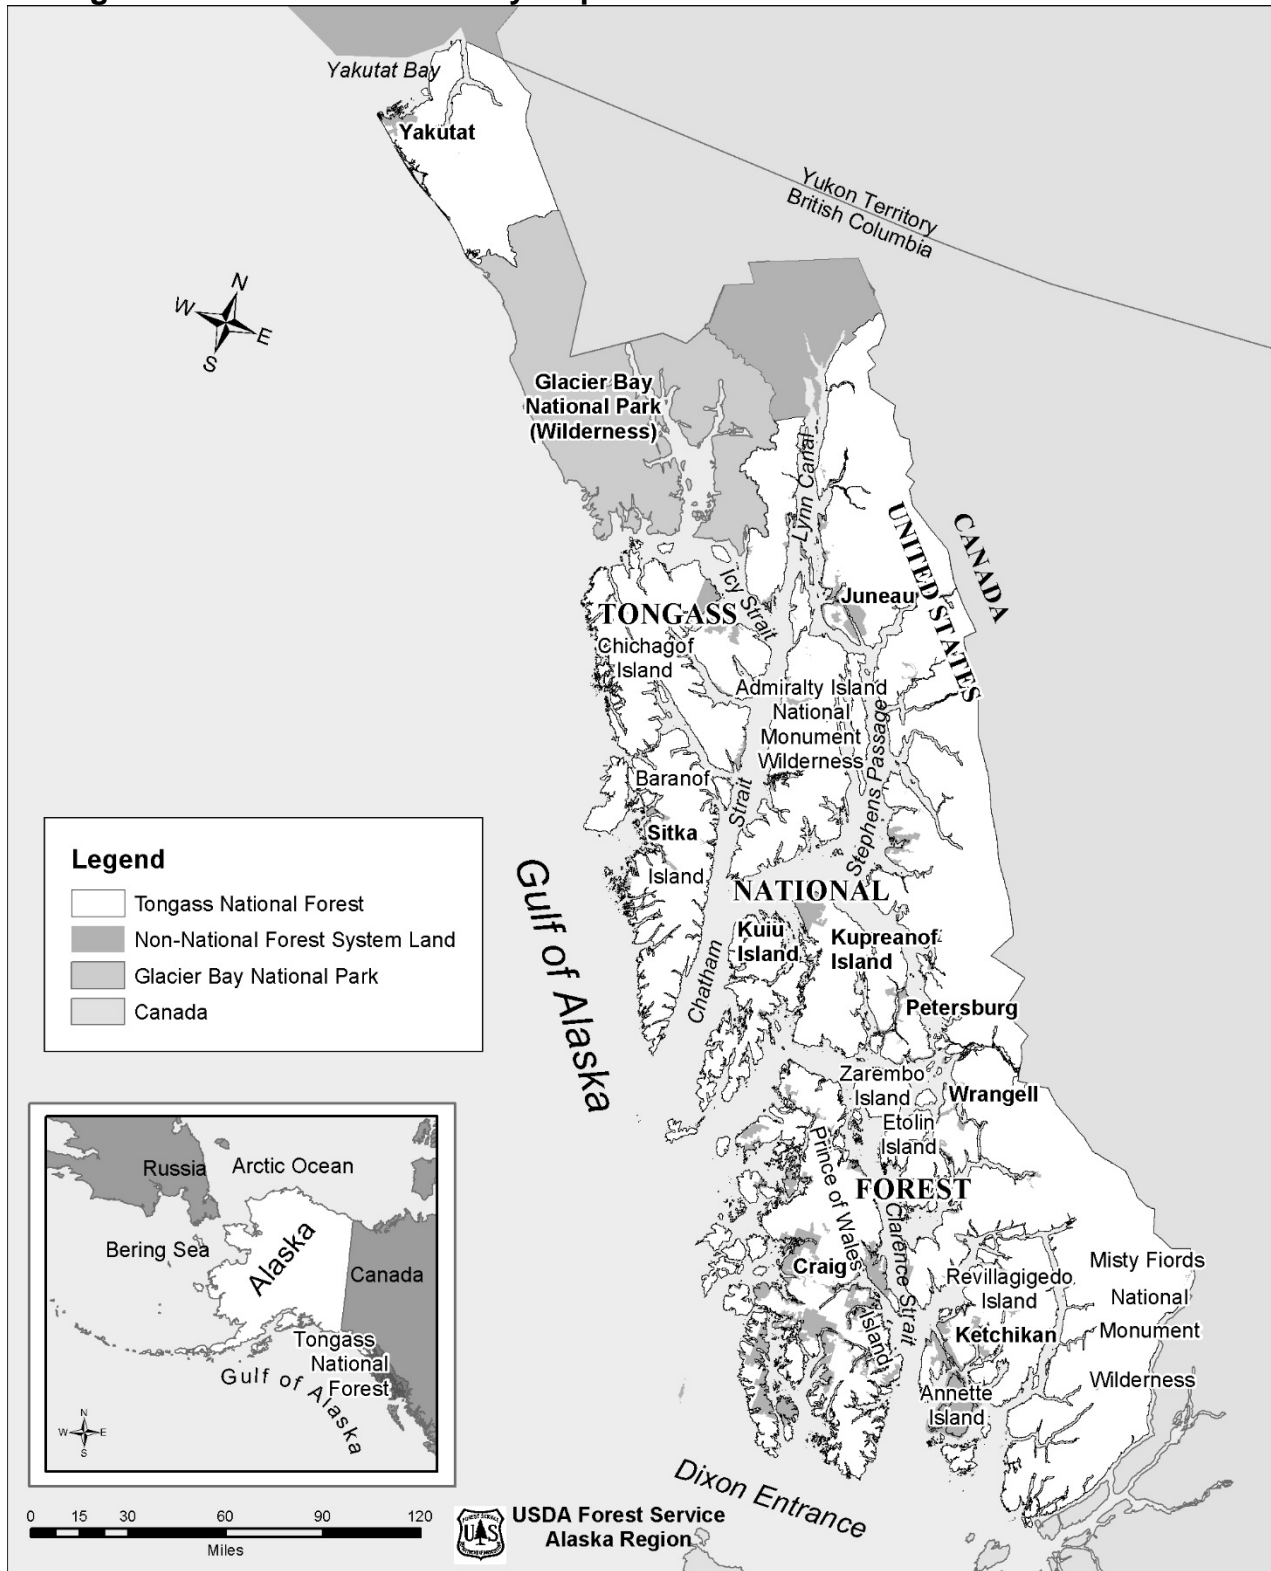 Yakutat Bay
Yakutat
Yukon Territory
British Columbia
N
W
E
S
Glacier Bay
National Park
(Wilderness)
Lynn Canal
CANADA
UNITED STATES
Icy Strait
Juneau
TONGASS
Chichagof
Island
Admiralty Island
National
Monument
Wilderness
Stephens Passage
Baranof
Sitka
Island
Chatham
Strait
Gulf of Alaska
NATIONAL
Kuiu
Island
Kupreanof
Island
Petersburg
Zarembo
Island
Wrangell
Etolin
Island
Prince of Wales
Island
FOREST
Clarence Strait
Craig
Revillagigedo
Island
Ketchikan
Misty Fiords
National
Monument
Wilderness
Annette
Island
Dixon Entrance
Legend
Tongass National Forest
Non-National Forest System Land
Glacier Bay National Park
Canada
Russia
Arctic Ocean
Bering Sea
Alaska
Canada
Tongass
National
Forest
Gulf of Alaska
N
W
E
S
0 15 30 60 90 120
Miles
U S
USDA Forest Service
Alaska Region